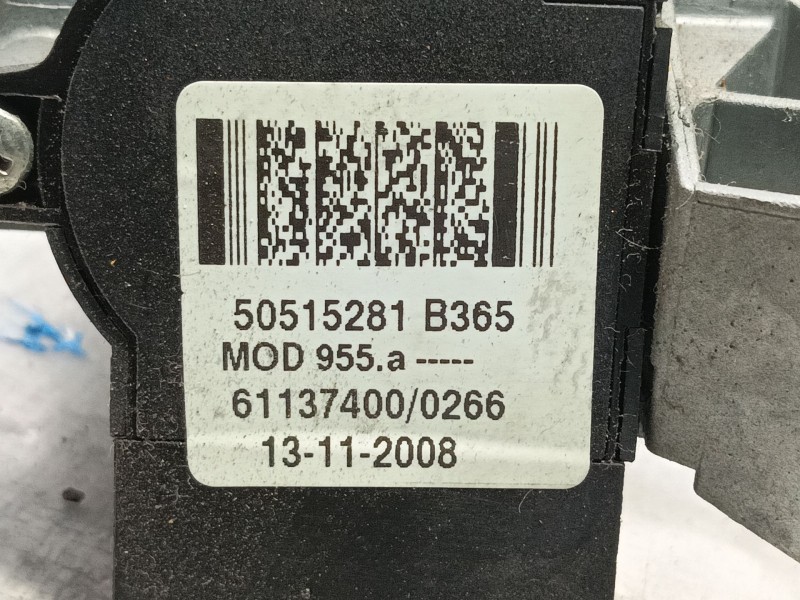 50515281 B365
MOD 955.a -----
61137400/0266
13-11-2008